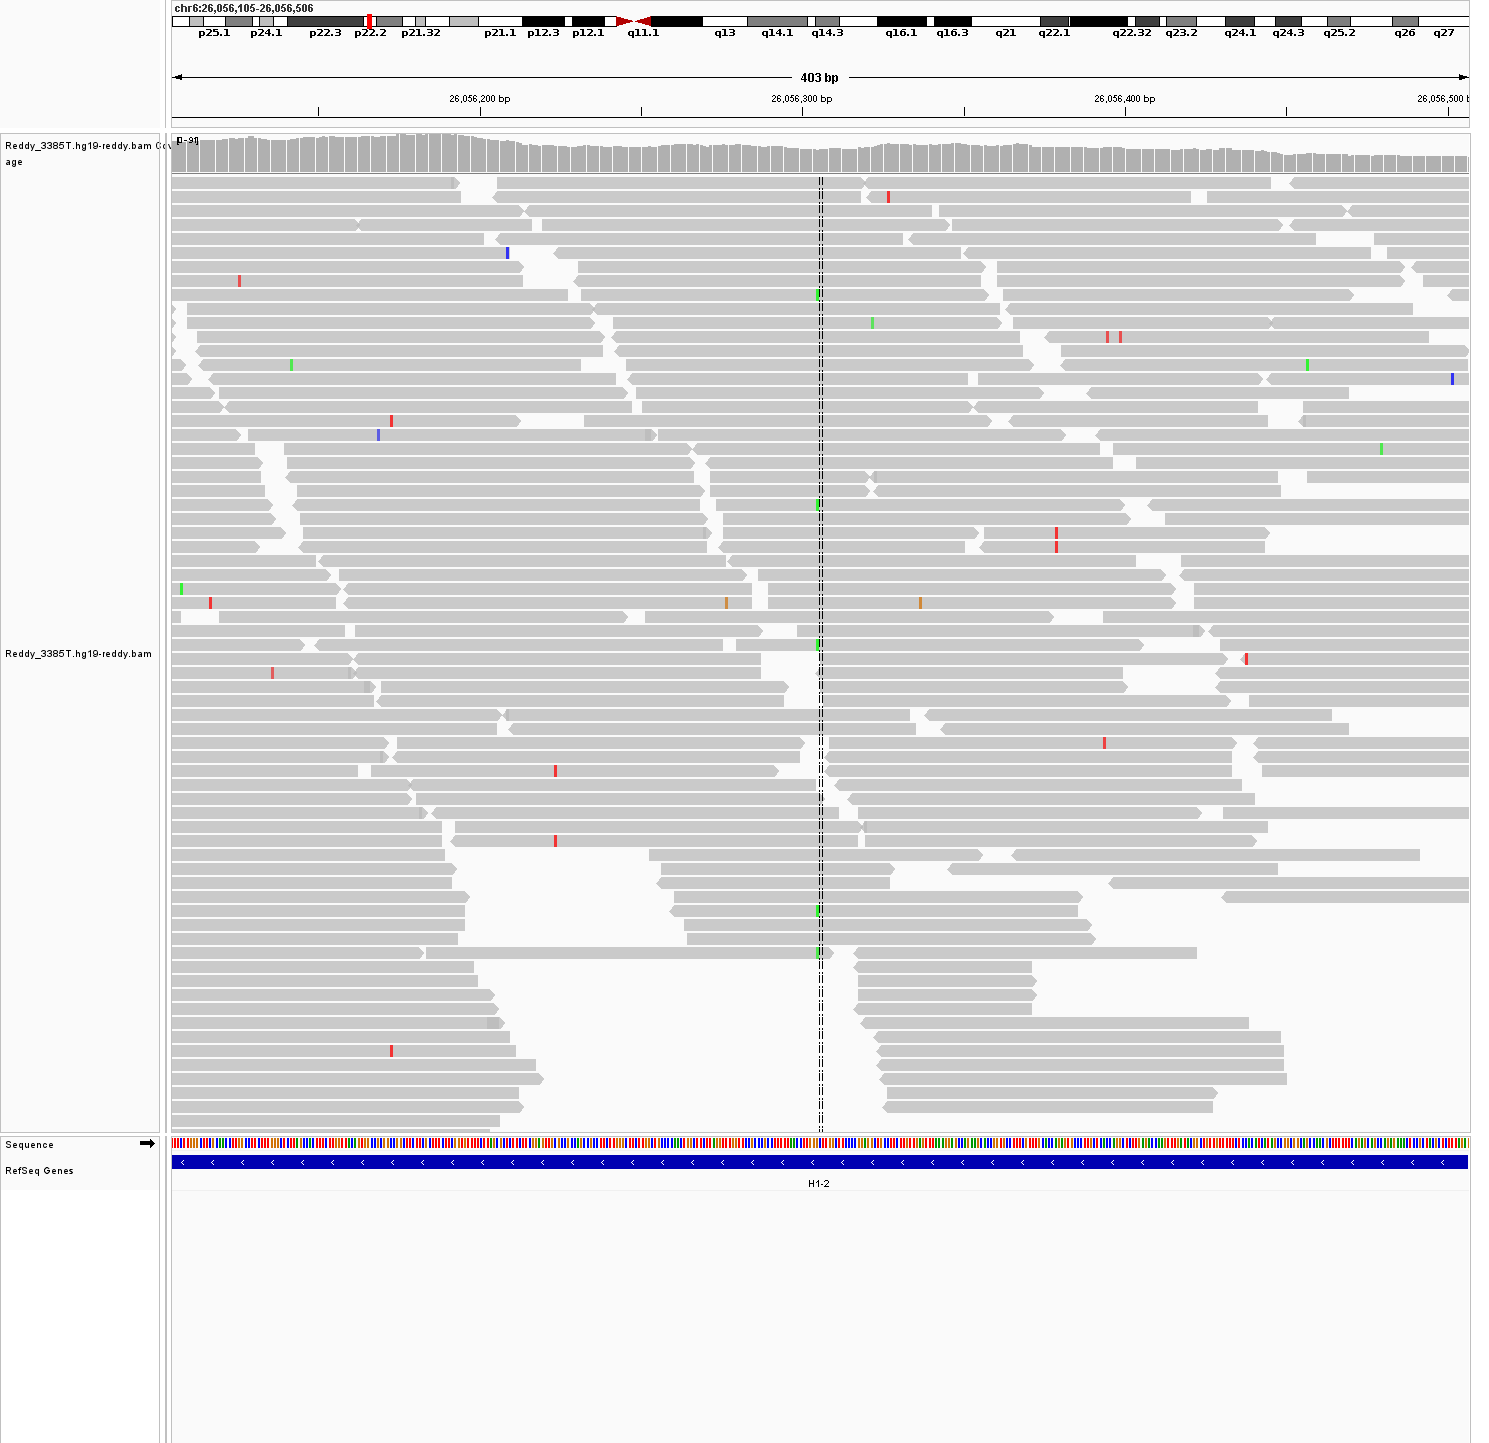 chr6:26,056,105-26,056,506
p25.1 p24.1 p22.3 p22.2 p21.32 p21.1 p12.3 p12.1 q11.1 q13 q14.1 q14.3 q16.1 q16.3 q21 q22.1 q22.32 q23.2 q24.1 q24.3 q25.2 q26 q27
403 bp
26,056,200 bp 26,056,300 bp 26,056,400 bp 26,056,500 b
Reddy_3385T.hg19-reddy.bam Cov
age
[0-91]
Reddy_3385T.hg19-reddy.bam
Sequence
RefSeq Genes
H1-2